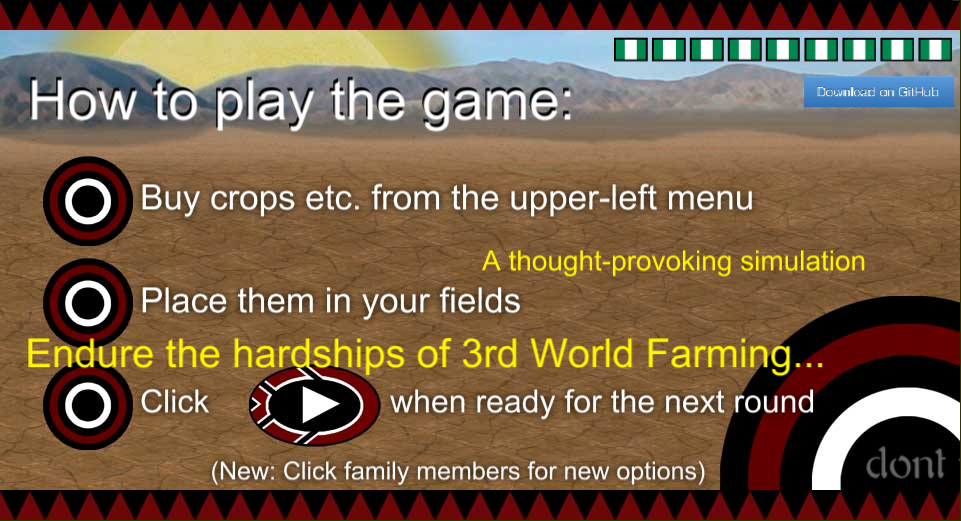 How to play the game:
Download on GitHub
Buy crops etc. from the upper-left menu
A thought-provoking simulation
Place them in your fields
Endure the hardships of 3rd World Farming...
Click when ready for the next round
dont
(New: Click family members for new options)